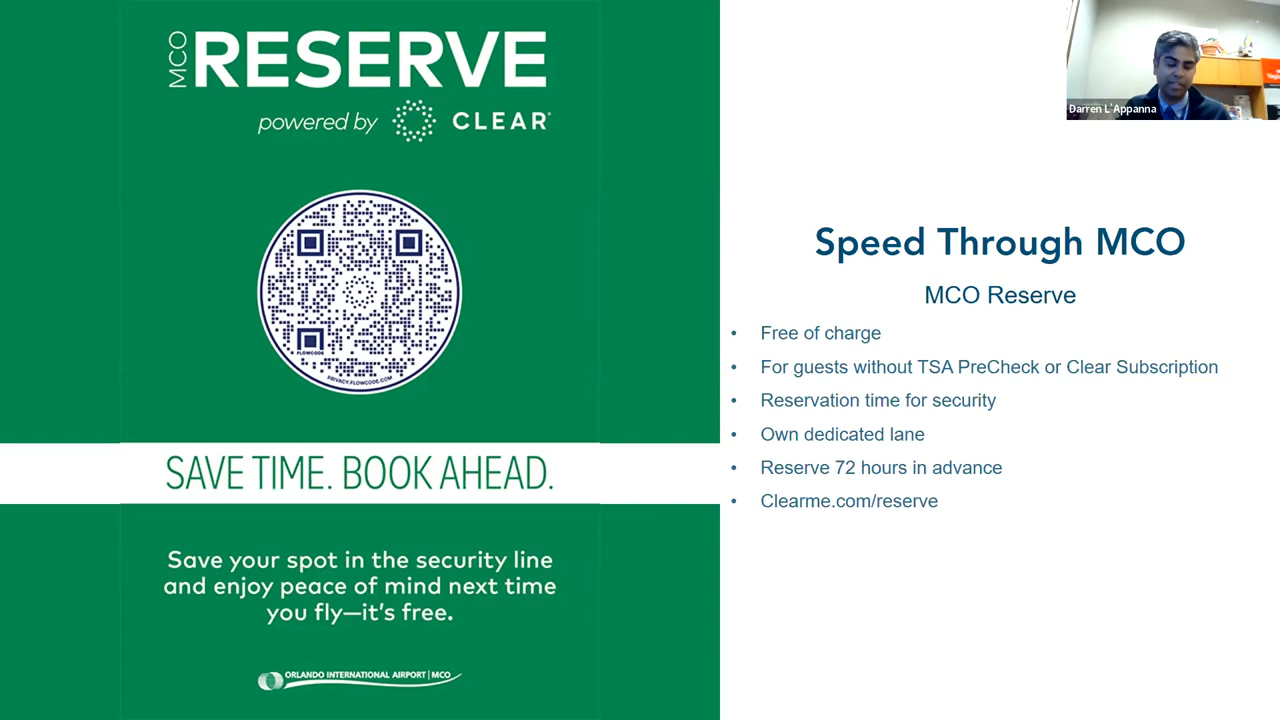 MCO RESERVE
powered by CLEAR®
FLOWCODE
PRIVACY.FLOWCODE.COM
SAVE TIME. BOOK AHEAD.
Save your spot in the security line
and enjoy peace of mind next time
you fly—it's free.
ORLANDO INTERNATIONAL AIRPORT | MCO
Darren L'Appanna
Speed Through MCO
MCO Reserve
• Free of charge
• For guests without TSA PreCheck or Clear Subscription
• Reservation time for security
• Own dedicated lane
• Reserve 72 hours in advance
• Clearme.com/reserve